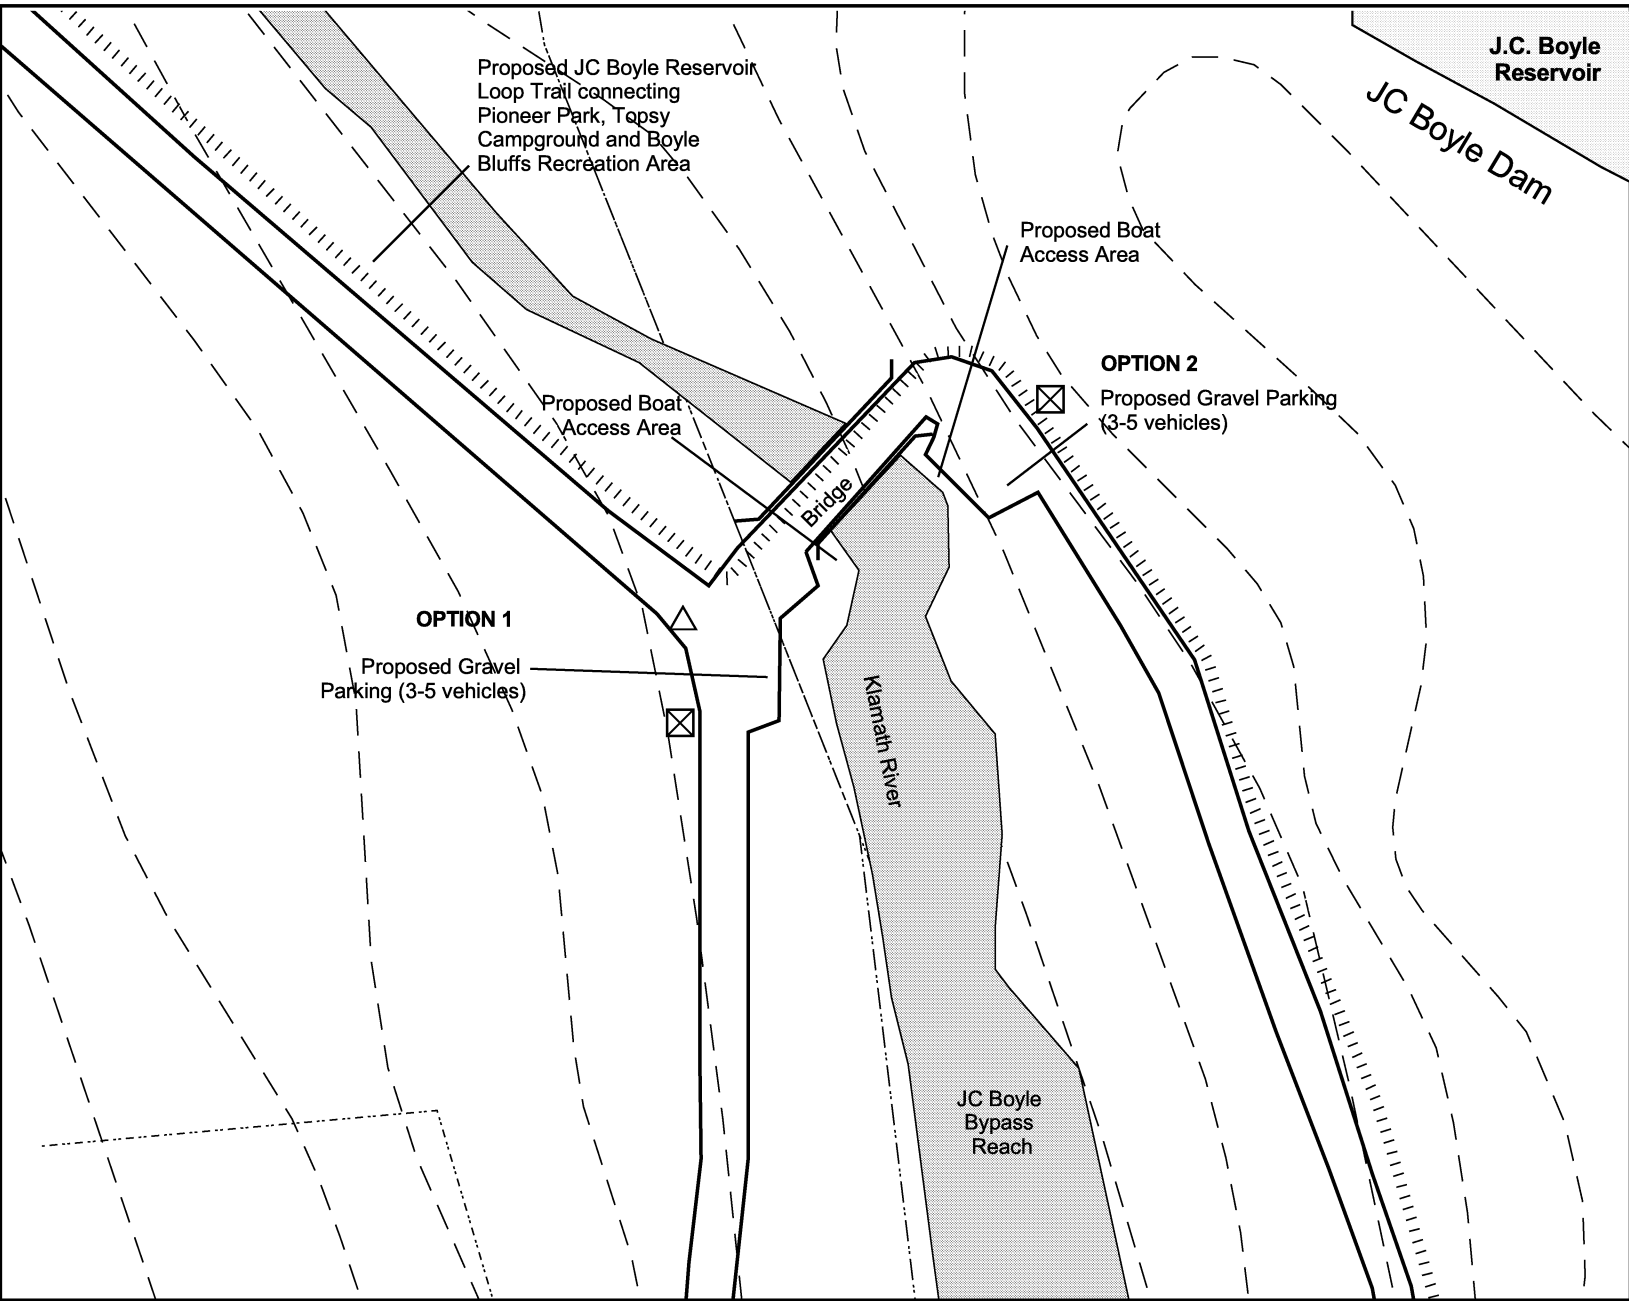 J.C. Boyle
Reservoir
JC Boyle Dam
Proposed JC Boyle Reservoir
Loop Trail connecting
Pioneer Park, Topsy
Campground and Boyle
Bluffs Recreation Area
Proposed Boat
Access Area
OPTION 2
Proposed Gravel Parking
(3-5 vehicles)
Proposed Boat
Access Area
Bridge
OPTION 1
Proposed Gravel
Parking (3-5 vehicles)
Klamath River
JC Boyle
Bypass
Reach